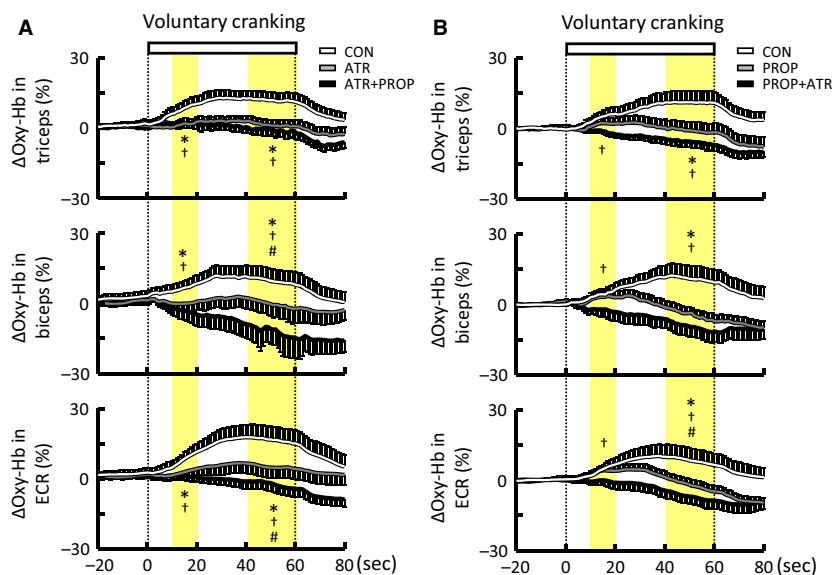 A
Voluntary cranking
CON
ATR
ATR+PROP
30
0
−30
ΔOxy-Hb in
triceps (%)
*
†
*
†
30
0
−30
ΔOxy-Hb in
biceps (%)
*
†
*
†
#
30
0
−30
ΔOxy-Hb in
ECR (%)
*
†
*
†
#
−20 0 20 40 60 80 (sec)
B
Voluntary cranking
CON
PROP
PROP+ATR
30
0
−30
ΔOxy-Hb in
triceps (%)
†
*
†
30
0
−30
ΔOxy-Hb in
biceps (%)
†
*
†
30
0
−30
ΔOxy-Hb in
ECR (%)
†
*
†
#
−20 0 20 40 60 80 (sec)